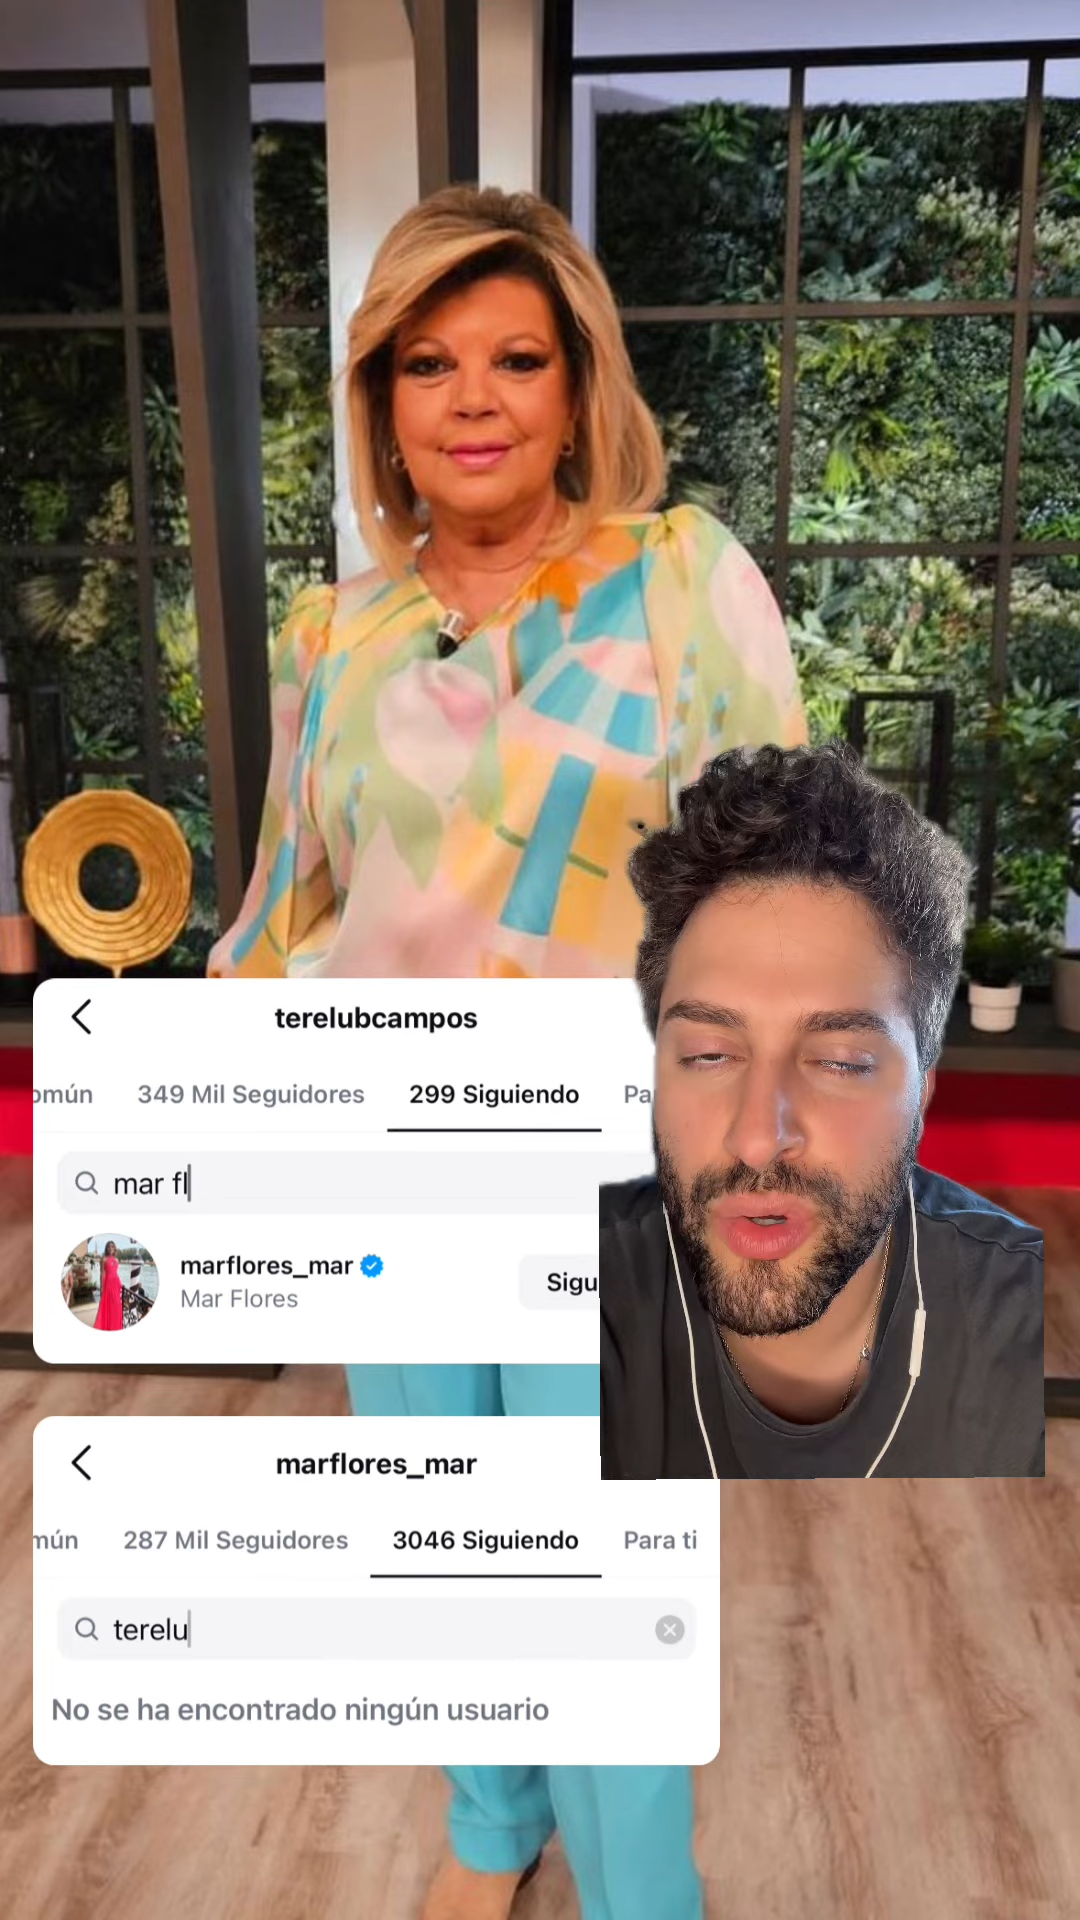 terelubcampos
omún 349 Mil Seguidores 299 Siguiendo Pa
mar fl
marflores_mar
Mar Flores
Sigu
marflores_mar
mún 287 Mil Seguidores 3046 Siguiendo Para ti
terelu
No se ha encontrado ningún usuario